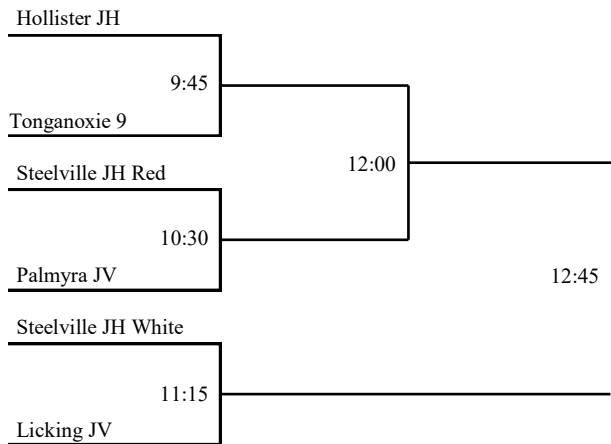 Hollister JH
9:45
Tonganoxie 9
12:00
Steelville JH Red
10:30
Palmyra JV
12:45
Steelville JH White
11:15
Licking JV